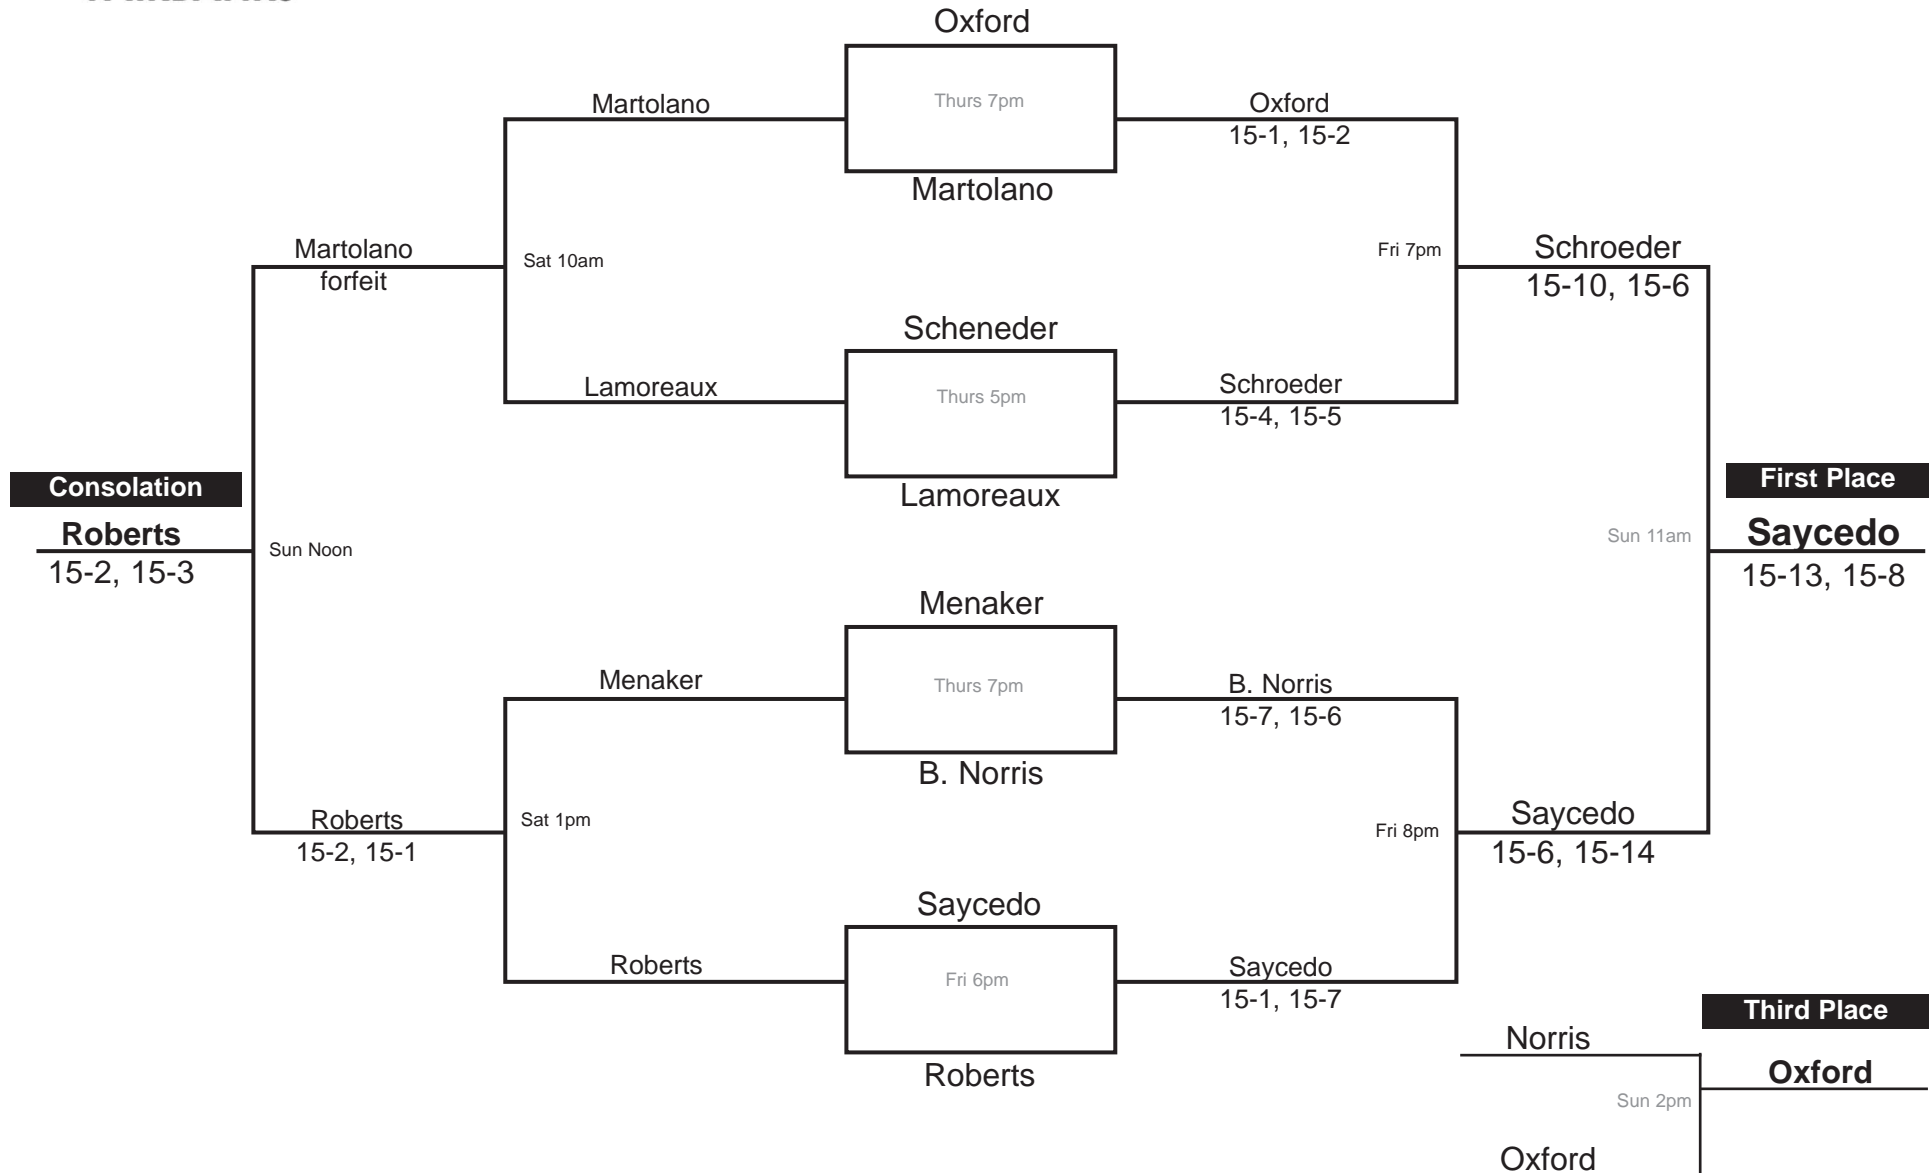 Oxford
Martolano
Thurs 7pm
Oxford
15-1, 15-2
Martolano
Martolano
forfeit
Sat 10am
Fri 7pm
Schroeder
15-10, 15-6
Scheneder
Lamoreaux
Thurs 5pm
Schroeder
15-4, 15-5
Lamoreaux
Consolation
Roberts
15-2, 15-3
Sun Noon
Sun 11am
First Place
Saycedo
15-13, 15-8
Menaker
Menaker
Thurs 7pm
B. Norris
15-7, 15-6
B. Norris
Roberts
15-2, 15-1
Sat 1pm
Fri 8pm
Saycedo
15-6, 15-14
Saycedo
Roberts
Fri 6pm
Saycedo
15-1, 15-7
Roberts
Third Place
Norris
Oxford
Sun 2pm
Oxford